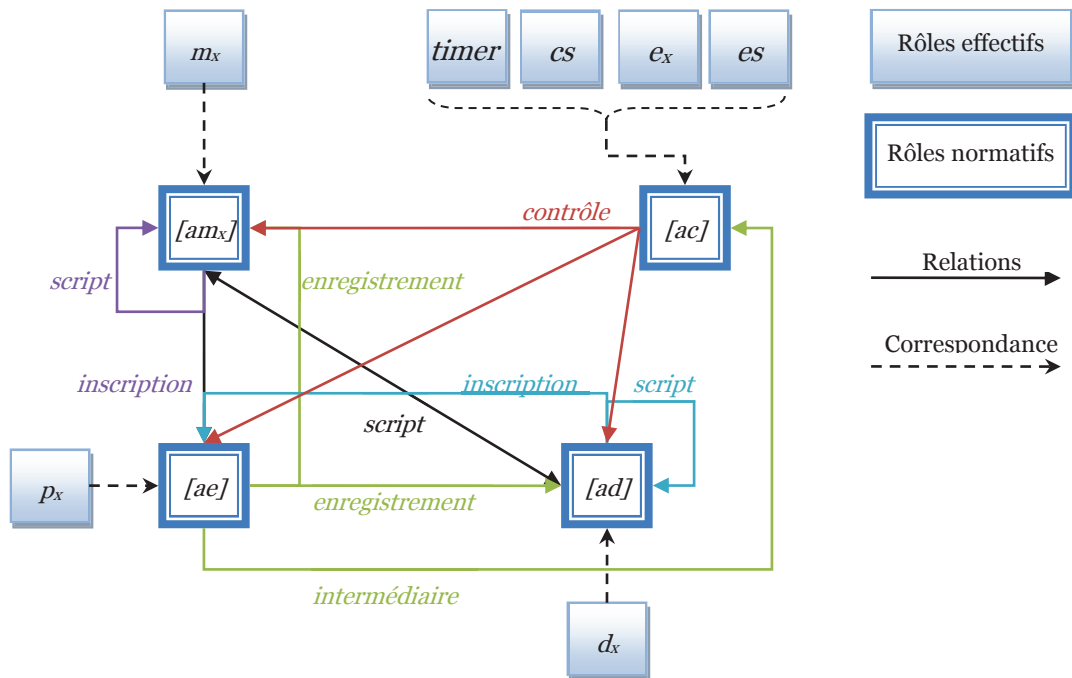 mx
timer
cs
ex
es
Rôles effectifs
Rôles normatifs
[amx]
contrôle
[ac]
script
enregistrement
Relations
Correspondance
inscription
inscription
script
script
px
[ae]
enregistrement
[ad]
intermédiaire
dx